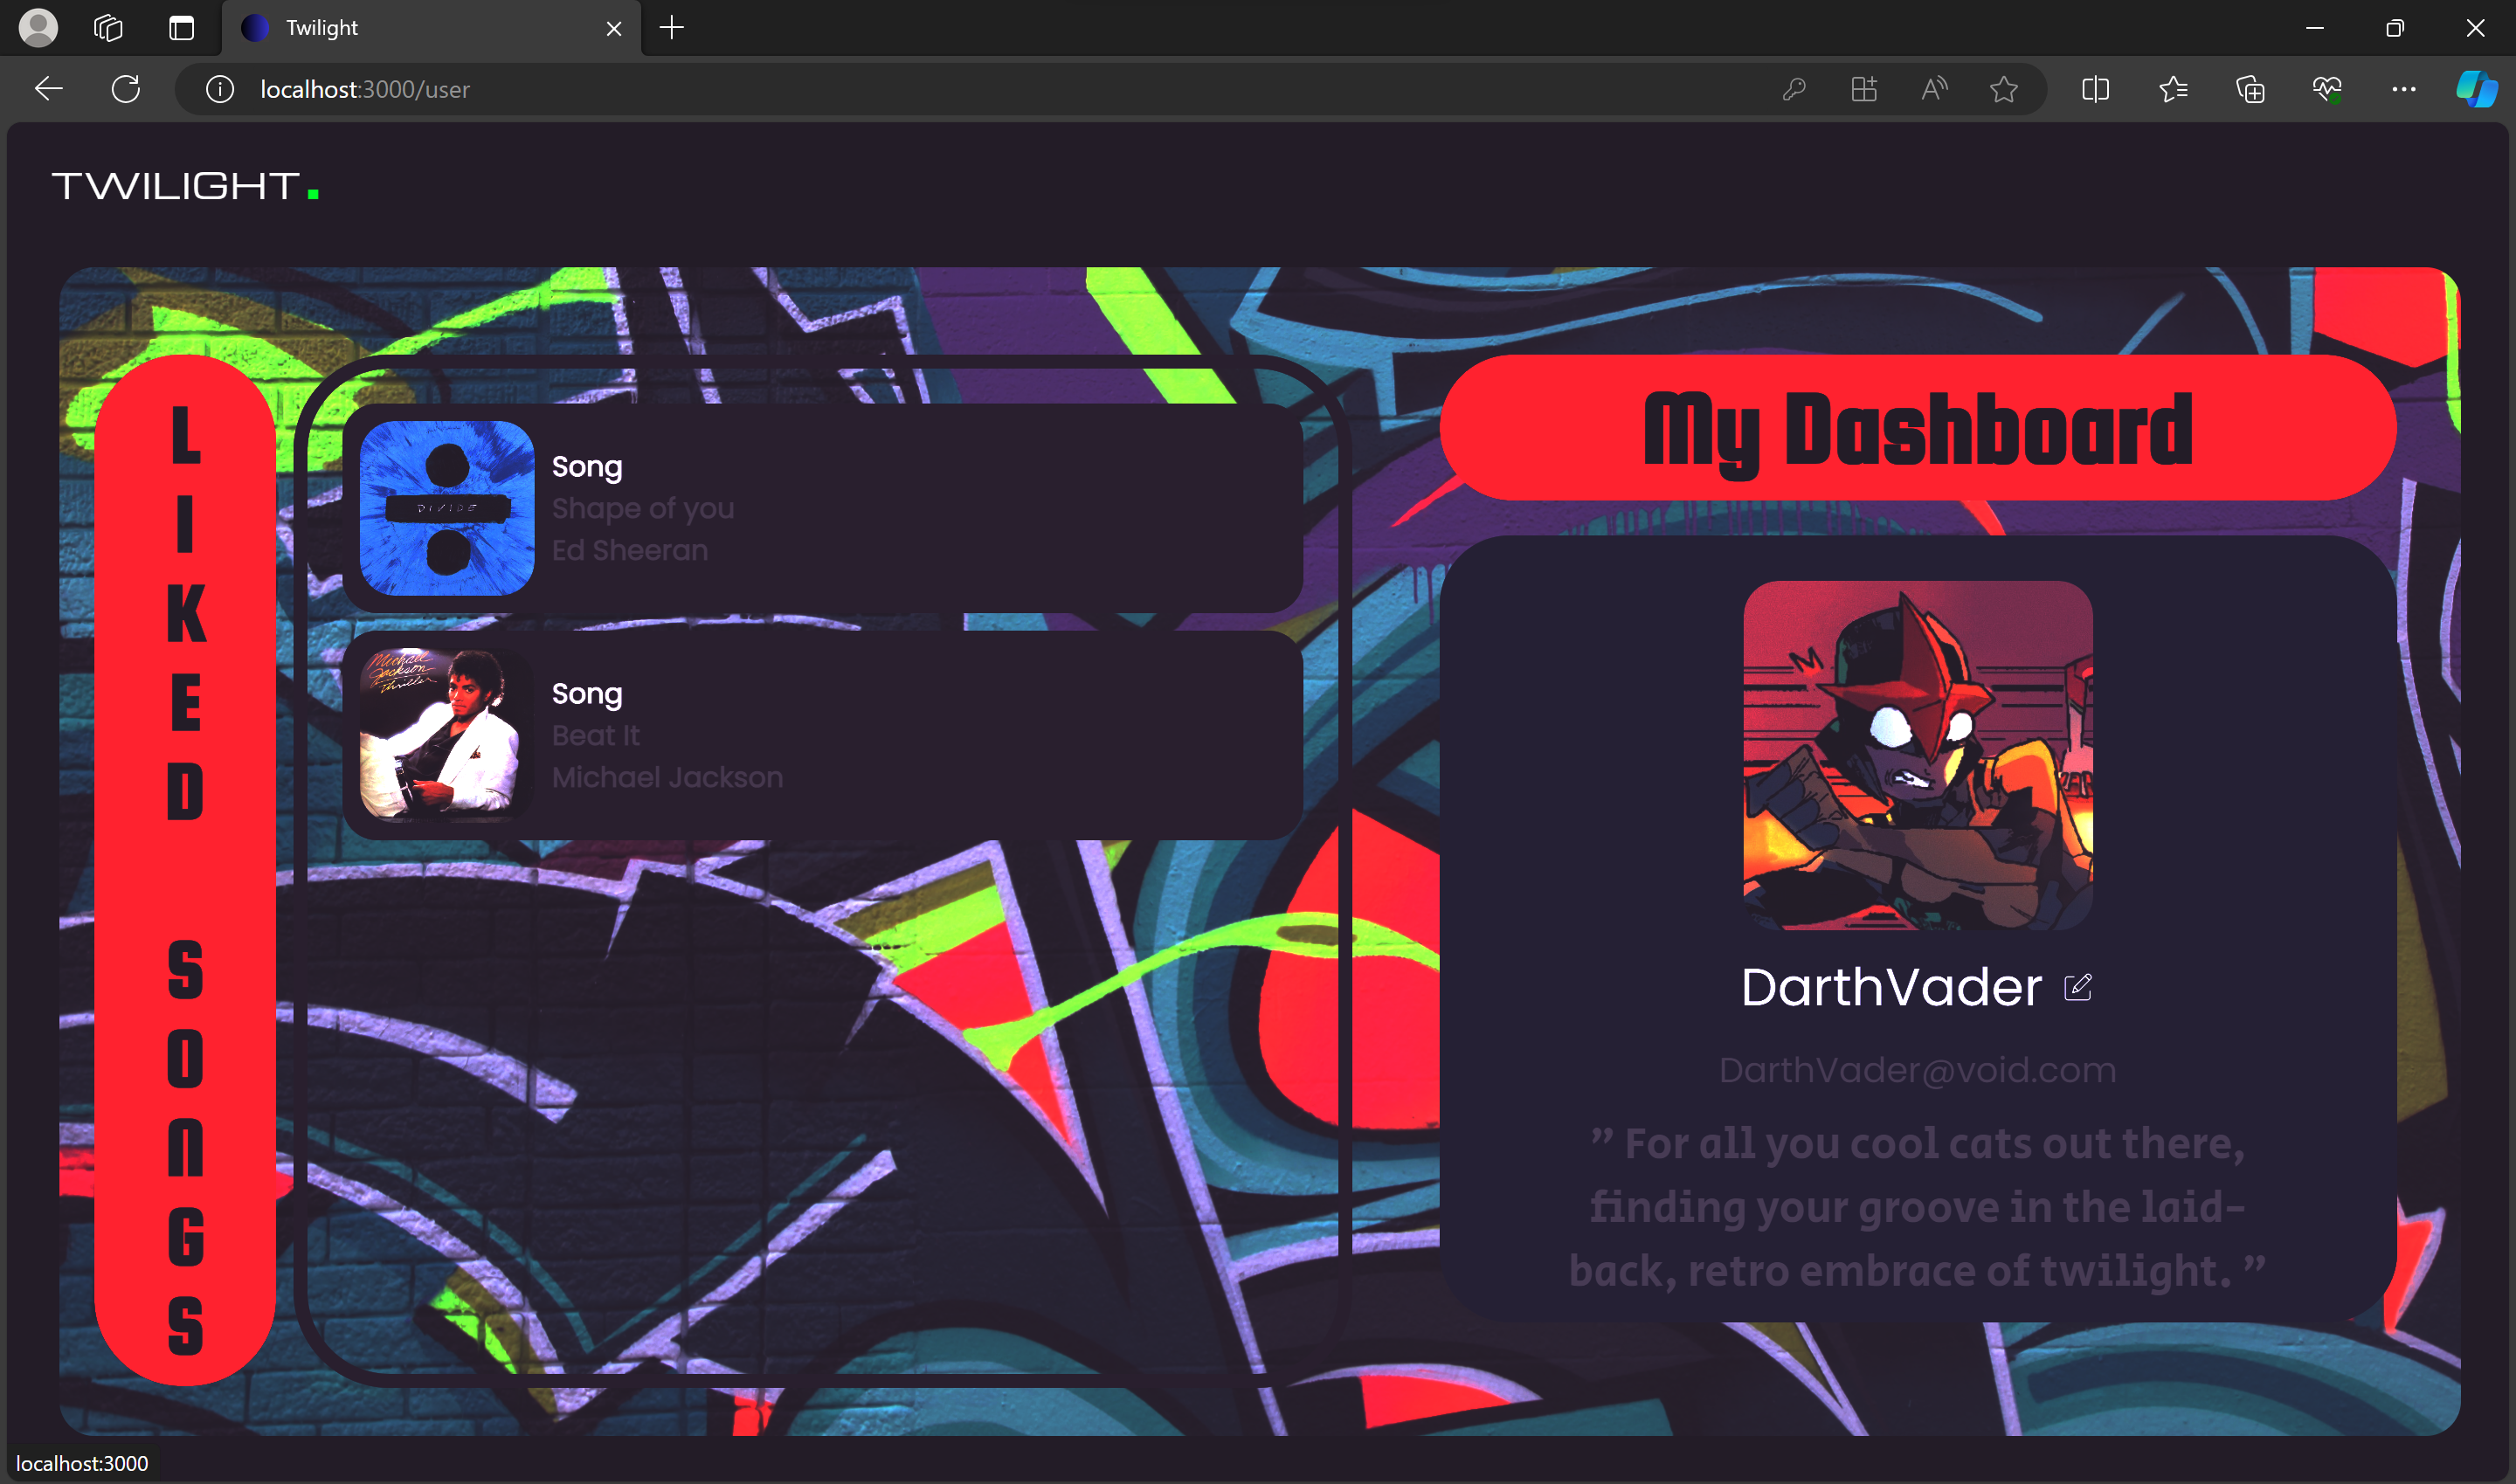 Twilight
localhost:3000/user
TWILIGHT.
LIKED SONGS
Song
Shape of you
Ed Sheeran
DIVIDE
Song
Beat It
Michael Jackson
Michael
Jackson
Thriller
My Dashboard
DarthVader
DarthVader@void.com
” For all you cool cats out there,
finding your groove in the laid-
back, retro embrace of twilight. ”
localhost:3000